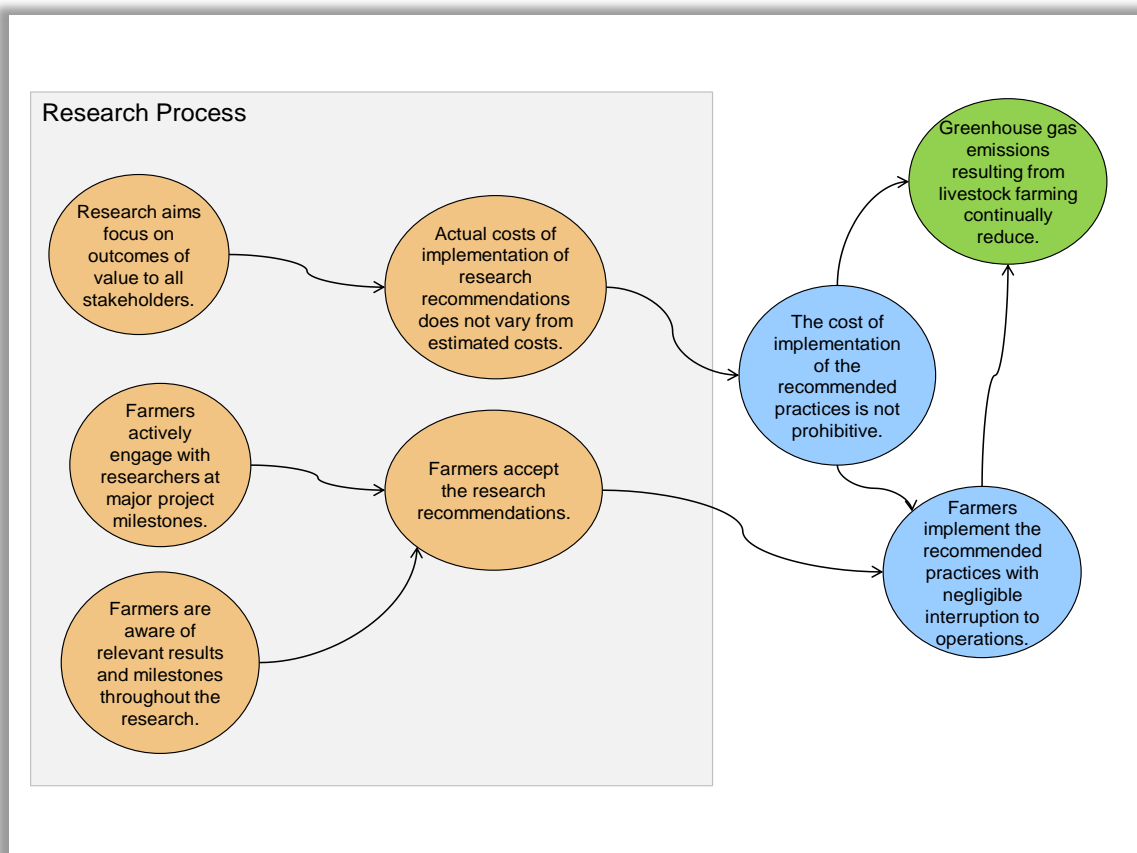 Research Process
Research aims
focus on
outcomes of
value to all
stakeholders.
Actual costs of
implementation of
research
recommendations
does not vary from
estimated costs.
Greenhouse gas
emissions
resulting from
livestock farming
continually
reduce.
The cost of
implementation
of the
recommended
practices is not
prohibitive.
Farmers
actively
engage with
researchers at
major project
milestones.
Farmers accept
the research
recommendations.
Farmers
implement the
recommended
practices with
negligible
interruption to
operations.
Farmers are
aware of
relevant results
and milestones
throughout the
research.